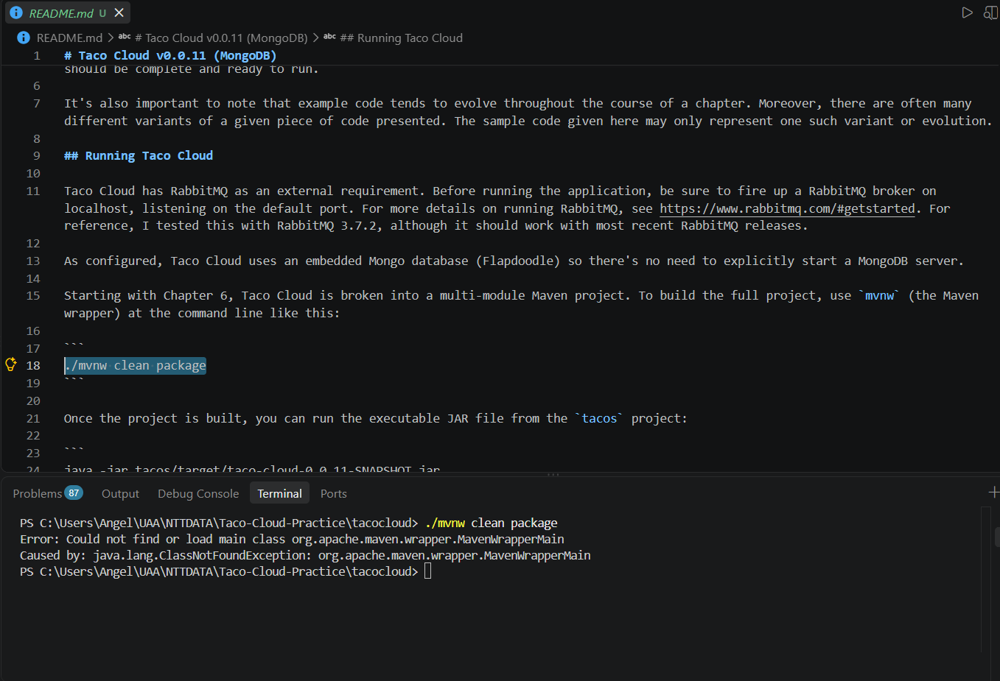 README.md U
README.md > # Taco Cloud v0.0.11 (MongoDB) > ## Running Taco Cloud
1 # Taco Cloud v0.0.11 (MongoDB)
should be complete and ready to run.
6
7 It's also important to note that example code tends to evolve throughout the course of a chapter. Moreover, there are often many
different variants of a given piece of code presented. The sample code given here may only represent one such variant or evolution.
8
9 ## Running Taco Cloud
10
11 Taco Cloud has RabbitMQ as an external requirement. Before running the application, be sure to fire up a RabbitMQ broker on
localhost, listening on the default port. For more details on running RabbitMQ, see https://www.rabbitmq.com/#getstarted. For
reference, I tested this with RabbitMQ 3.7.2, although it should work with most recent RabbitMQ releases.
12
13 As configured, Taco Cloud uses an embedded Mongo database (Flapdoodle) so there's no need to explicitly start a MongoDB server.
14
15 Starting with Chapter 6, Taco Cloud is broken into a multi-module Maven project. To build the full project, use `mvnw` (the Maven
wrapper) at the command line like this:
16
17 ```
18 ./mvnw clean package
19 ```
20
21 Once the project is built, you can run the executable JAR file from the `tacos` project:
22
23 ```
24 java -jar tacos/target/taco-cloud-0.0.11-SNAPSHOT.jar
Problems 87 Output Debug Console Terminal Ports
PS C:\Users\Angel\UAA\NTTDATA\Taco-Cloud-Practice\tacocloud> ./mvnw clean package
Error: Could not find or load main class org.apache.maven.wrapper.MavenWrapperMain
Caused by: java.lang.ClassNotFoundException: org.apache.maven.wrapper.MavenWrapperMain
PS C:\Users\Angel\UAA\NTTDATA\Taco-Cloud-Practice\tacocloud>